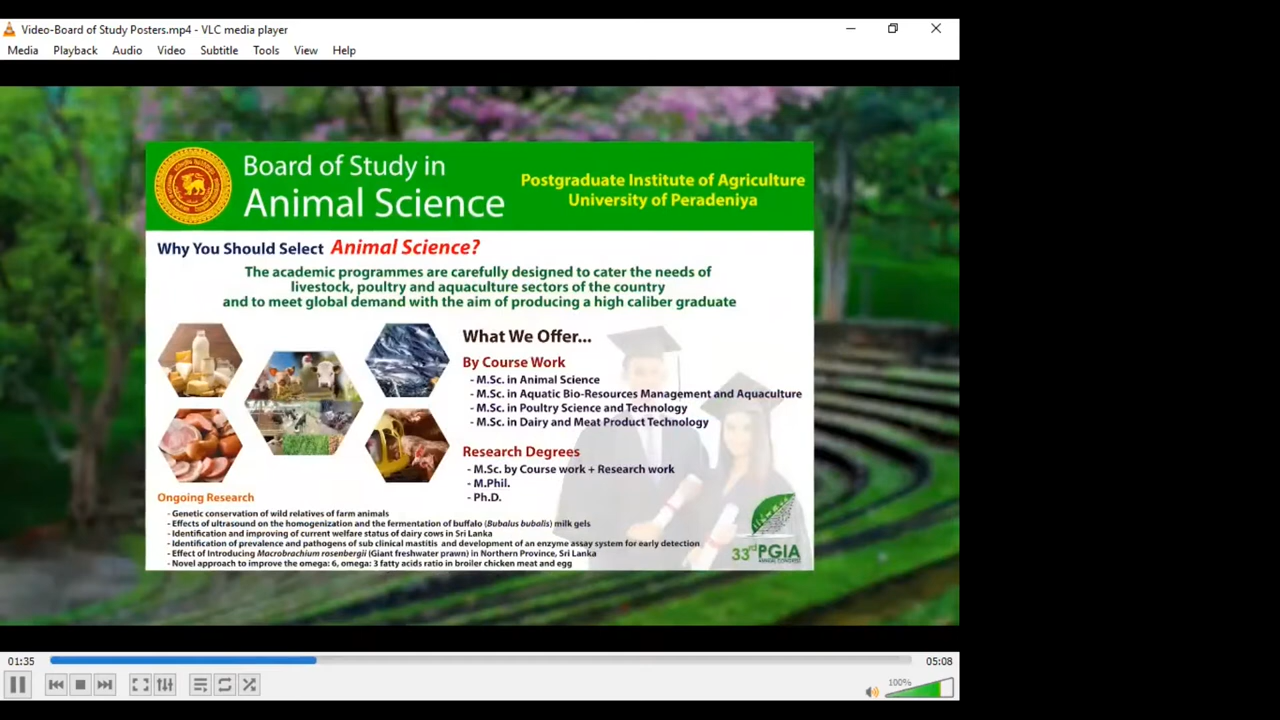 Video-Board of Study Posters.mp4 - VLC media player
Media Playback Audio Video Subtitle Tools View Help
Board of Study in
Animal Science
Postgraduate Institute of Agriculture
University of Peradeniya
Why You Should Select Animal Science?
The academic programmes are carefully designed to cater the needs of
livestock, poultry and aquaculture sectors of the country
and to meet global demand with the aim of producing a high caliber graduate
What We Offer...
By Course Work
- M.Sc. in Animal Science
- M.Sc. in Aquatic Bio-Resources Management and Aquaculture
- M.Sc. in Poultry Science and Technology
- M.Sc. in Dairy and Meat Product Technology
Research Degrees
- M.Sc. by Course work + Research work
- M.Phil.
- Ph.D.
Ongoing Research
- Genetic conservation of wild relatives of farm animals
- Effects of ultrasound on the homogenization and the fermentation of buffalo (Bubalus bubalis) milk gels
- Identification and improving of current welfare status of dairy cows in Sri Lanka
- Identification of prevalence and pathogens of sub clinical mastitis and development of an enzyme assay system for early detection
- Effect of Introducing Macrobrachium rosenbergii (Giant freshwater prawn) in Northern Province, Sri Lanka
- Novel approach to improve the omega: 6, omega: 3 fatty acids ratio in broiler chicken meat and egg
33rd PGIA
ANNUAL CONGRESS
01:35
05:08
100%